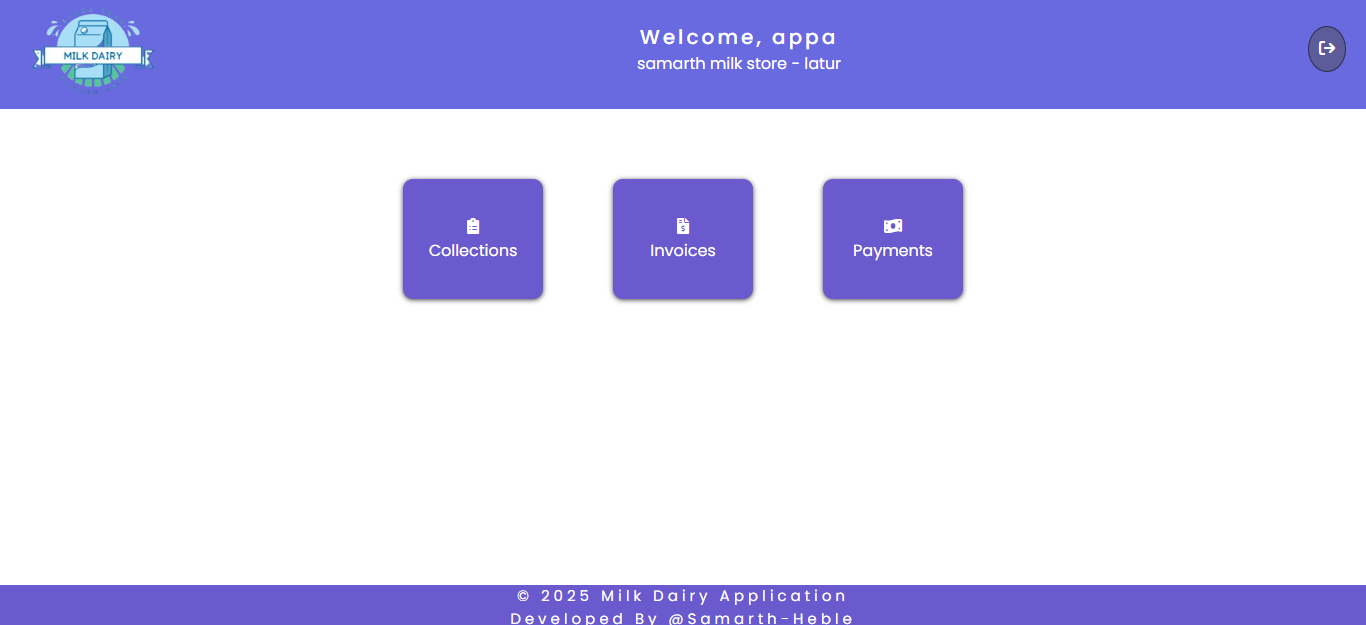 MILK DAIRY
Welcome, appa
samarth milk store - latur
Collections
Invoices
Payments
© 2025 Milk Dairy Application
Developed By @Samarth-Heble